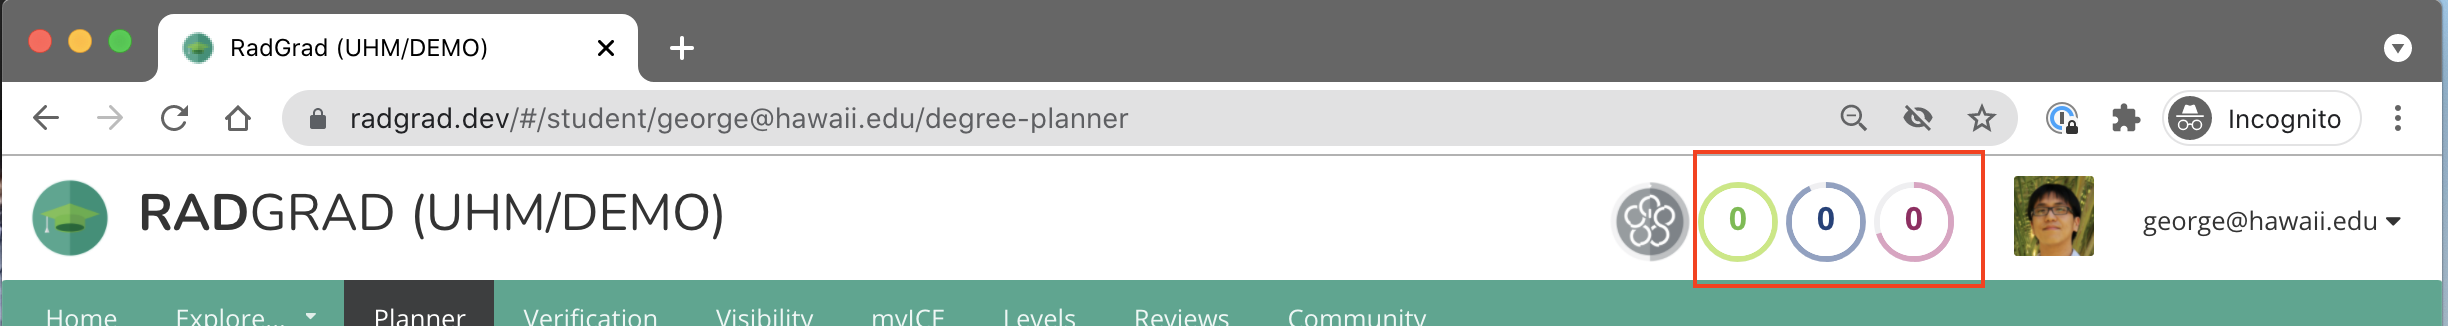 RadGrad (UHM/DEMO)
radgrad.dev/#/student/george@hawaii.edu/degree-planner
Incognito
RADGRAD (UHM/DEMO)
0 0 0
george@hawaii.edu
Home Explore... Planner Verification Visibility myICE Levels Reviews Community